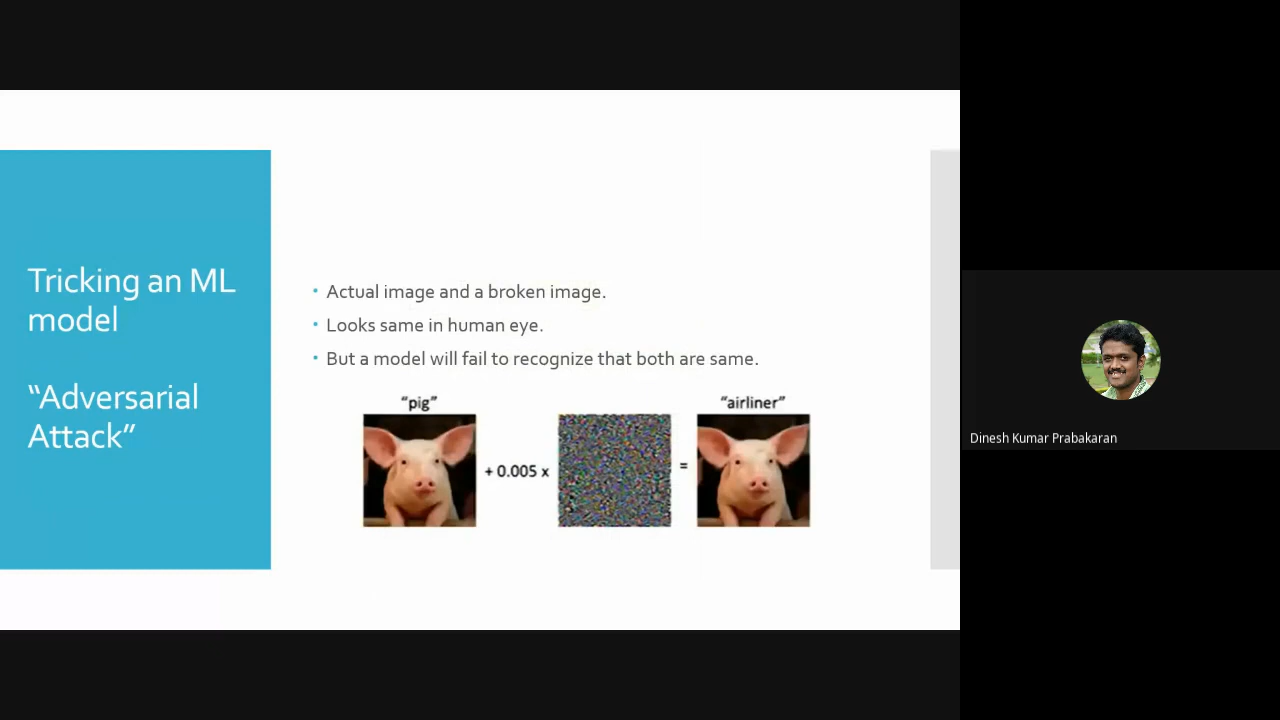 Tricking an ML
model
“Adversarial
Attack”
• Actual image and a broken image.
• Looks same in human eye.
• But a model will fail to recognize that both are same.
“pig”
+ 0.005 x
=
“airliner”
Dinesh Kumar Prabakaran